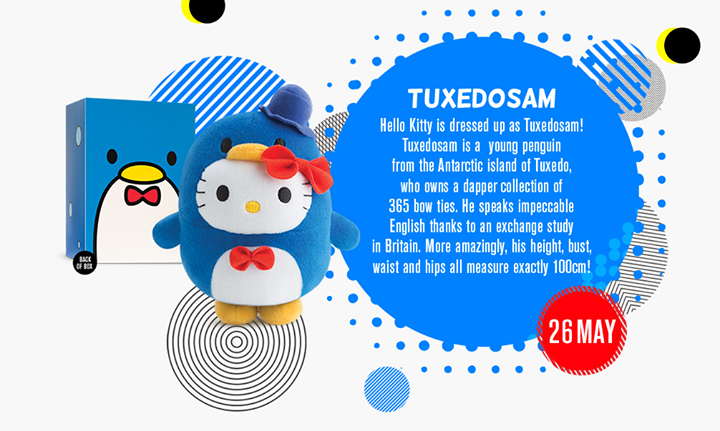 TUXEDOSAM
Hello Kitty is dressed up as Tuxedosam!
Tuxedosam is a young penguin
from the Antarctic island of Tuxedo,
who owns a dapper collection of
365 bow ties. He speaks impeccable
English thanks to an exchange study
in Britain. More amazingly, his height, bust,
waist and hips all measure exactly 100cm!
BACK
OF BOX
26 MAY